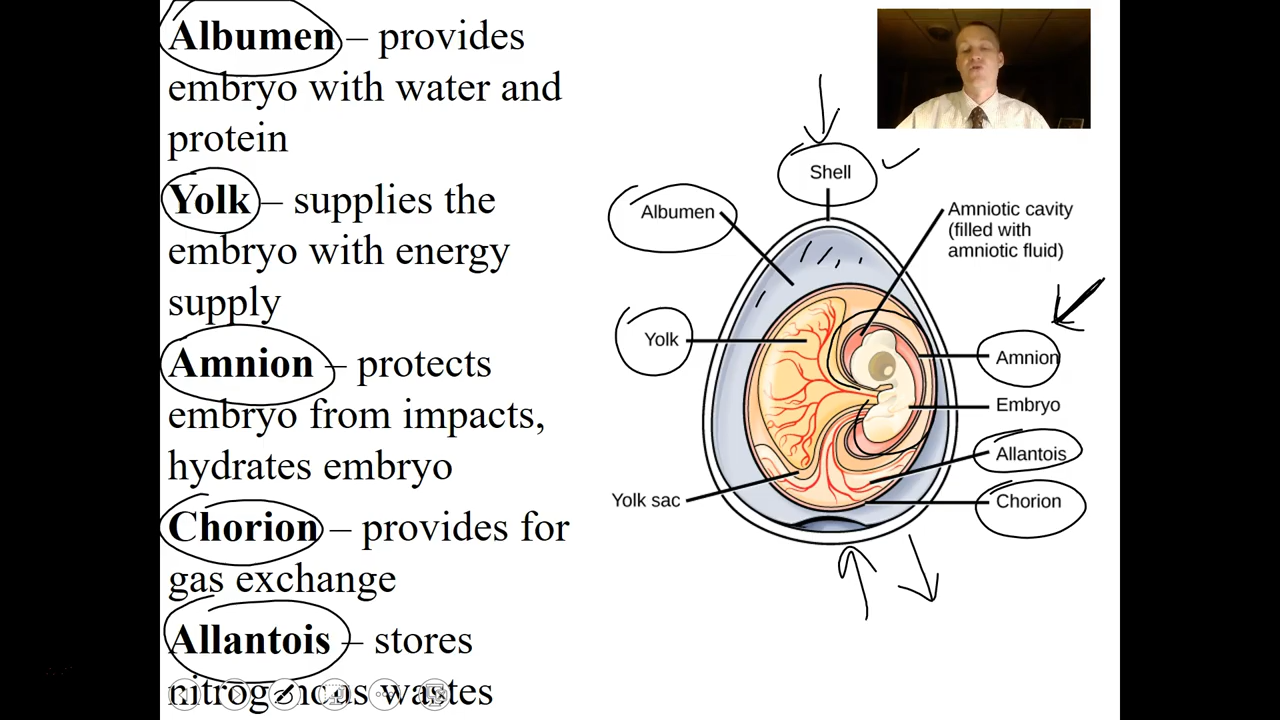 Albumen – provides
embryo with water and
protein
Yolk – supplies the
embryo with energy
supply
Amnion – protects
embryo from impacts,
hydrates embryo
Chorion – provides for
gas exchange
Allantois – stores
nitrogenous wastes
Shell
Albumen
Amniotic cavity
(filled with
amniotic fluid)
Yolk
Amnion
Embryo
Allantois
Yolk sac
Chorion